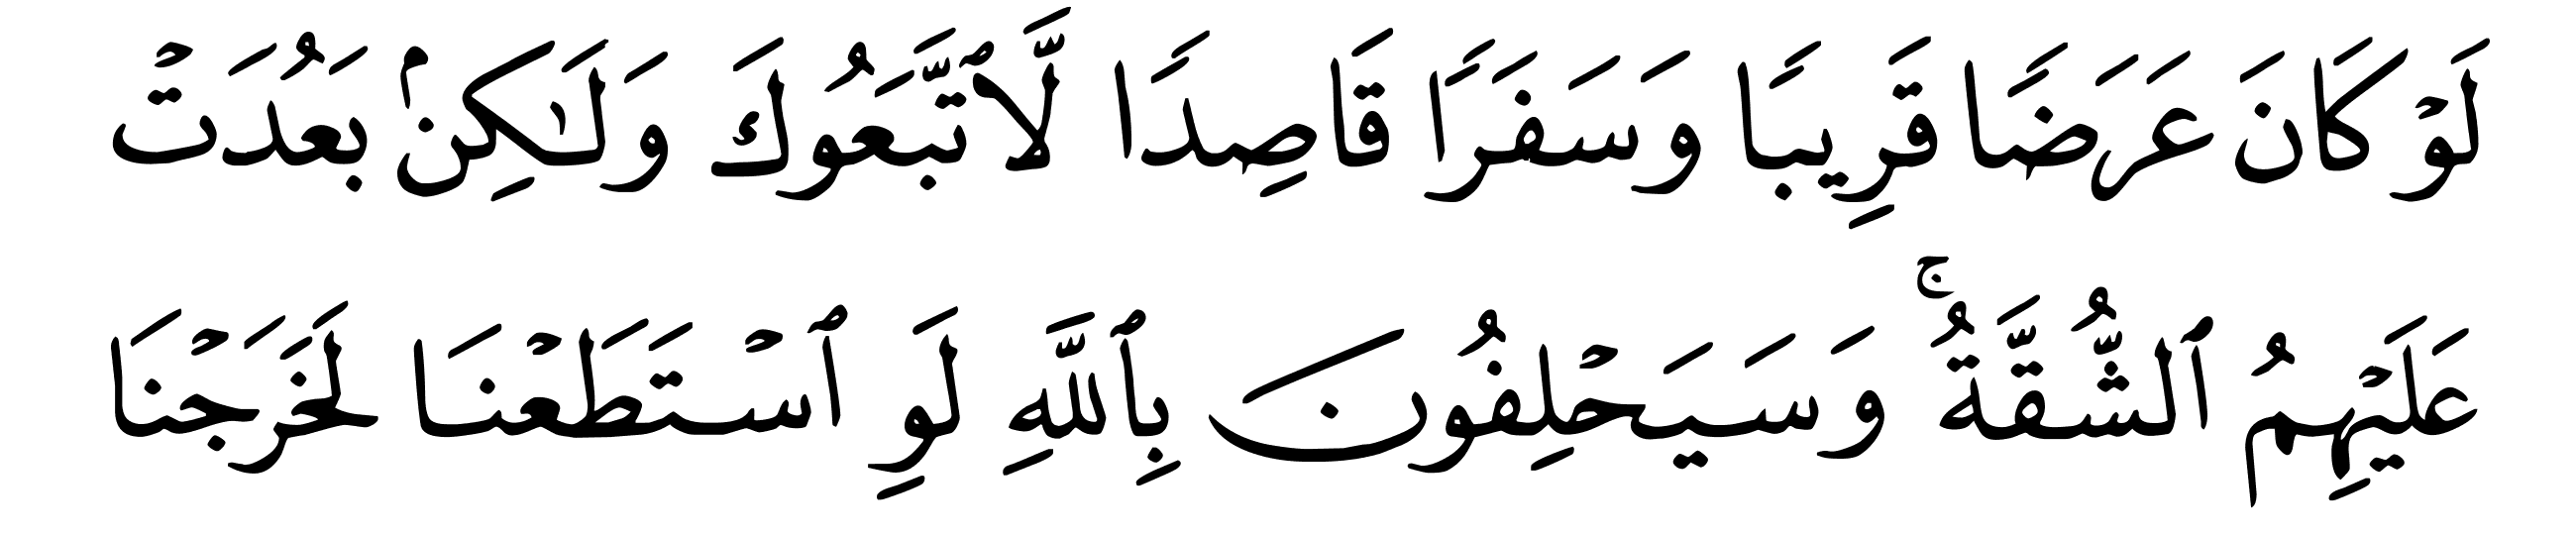 لَوۡ كَانَ عَرَضًا قَرِيبًا وَسَفَرًا قَاصِدًا لَّٱتَّبَعُوكَ وَلَٰكِنۢ بَعُدَتۡ
عَلَيۡهِمُ ٱلشُّقَّةُۚ وَسَيَحۡلِفُونَ بِٱللَّهِ لَوِ ٱسۡتَطَعۡنَا لَخَرَجۡنَا